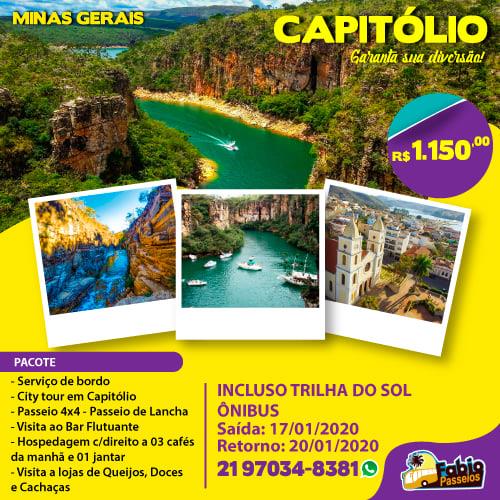 MINAS GERAIS
CAPITÓLIO
Garanta sua diversão!
R$ 1.150,00
PACOTE
- Serviço de bordo
- City tour em Capitólio
- Passeio 4x4 - Passeio de Lancha
- Visita ao Bar Flutuante
- Hospedagem c/direito a 03 cafés
da manhã e 01 jantar
- Visita a lojas de Queijos, Doces
e Cachaças
INCLUSO TRILHA DO SOL
ÔNIBUS
Saída: 17/01/2020
Retorno: 20/01/2020
21 97034-8381
Fabio
Passeios